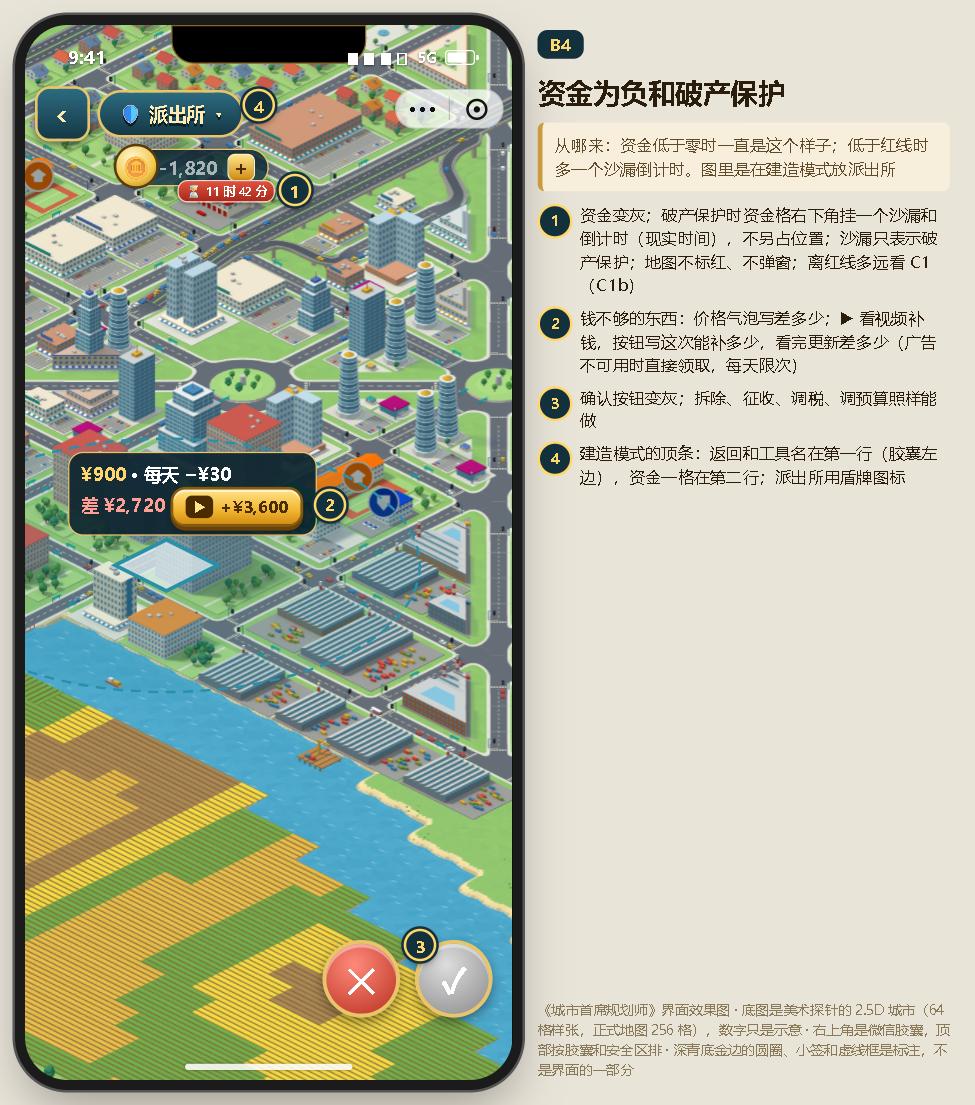 9:41
5G
派出所
4
-1,820 +
11 时 42 分
1
¥900 • 每天 −¥30
差 ¥2,720
+¥3,600
2
3
B4
资金为负和破产保护
从哪来：资金低于零时一直是这个样子；低于红线时
多一个沙漏倒计时。图里是在建造模式放派出所
1
资金变灰；破产保护时资金格右下角挂一个沙漏和
倒计时（现实时间），不另占位置；沙漏只表示破
产保护；地图不标红、不弹窗；离红线多远看 C1
（C1b）
2
钱不够的东西：价格气泡写差多少；▶ 看视频补
钱，按钮写这次能补多少，看完更新差多少（广告
不可用时直接领取，每天限次）
3
确认按钮变灰；拆除、征收、调税、调预算照样能
做
4
建造模式的顶条：返回和工具名在第一行（胶囊左
边），资金一格在第二行；派出所用盾牌图标
《城市首席规划师》界面效果图 · 底图是美术探针的 2.5D 城市（64
格样张，正式地图 256 格），数字只是示意 · 右上角是微信胶囊，顶
部按胶囊和安全区排 · 深青底金边的圆圈、小签和虚线框是标注，不
是界面的一部分